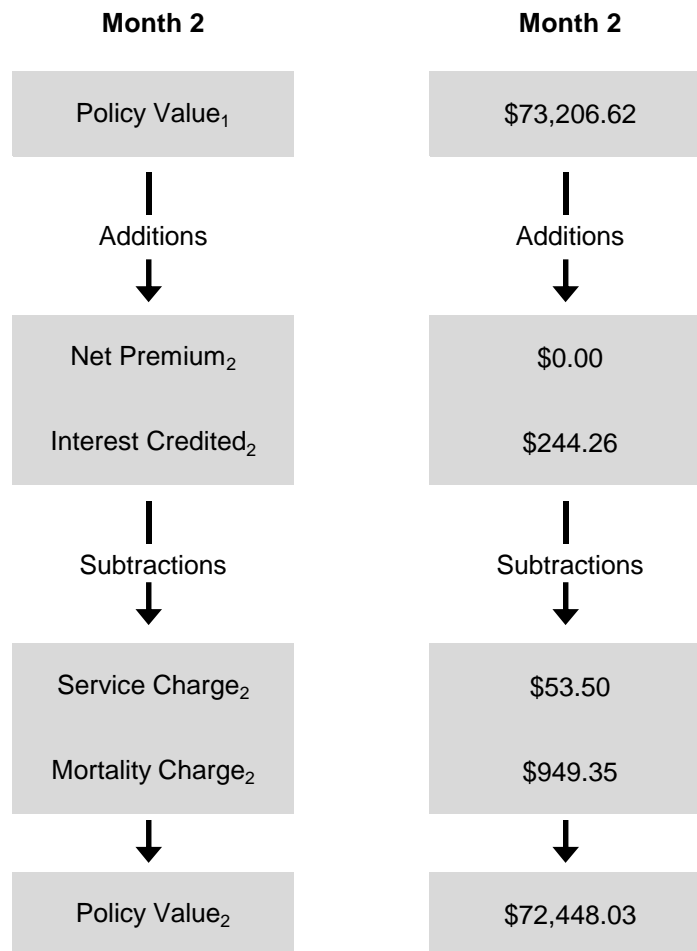 Month 2 Month 2
Policy Value₁ $73,206.62
Additions Additions
Net Premium₂ $0.00
Interest Credited₂ $244.26
Subtractions Subtractions
Service Charge₂ $53.50
Mortality Charge₂ $949.35
Policy Value₂ $72,448.03